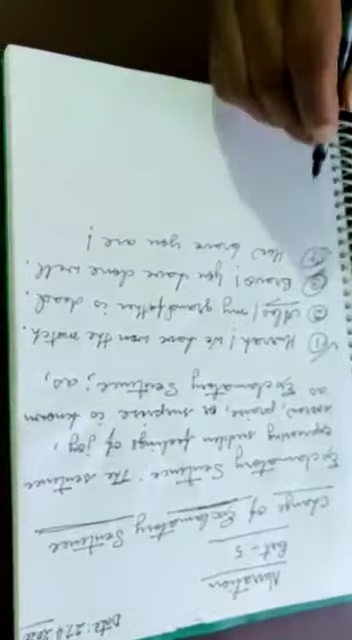 Date: 27.4.2020
Narration
Part - 5
Change of Exclamatory Sentence
Exclamatory Sentence: The sentence
expressing sudden feelings of joy,
sorrow, praise, or surprise is known
as Exclamatory Sentence; as,
① Hurrah! We have won the match.
② Alas! my grandfather is dead.
③ Bravo! you have done well.
④ How brave you are!